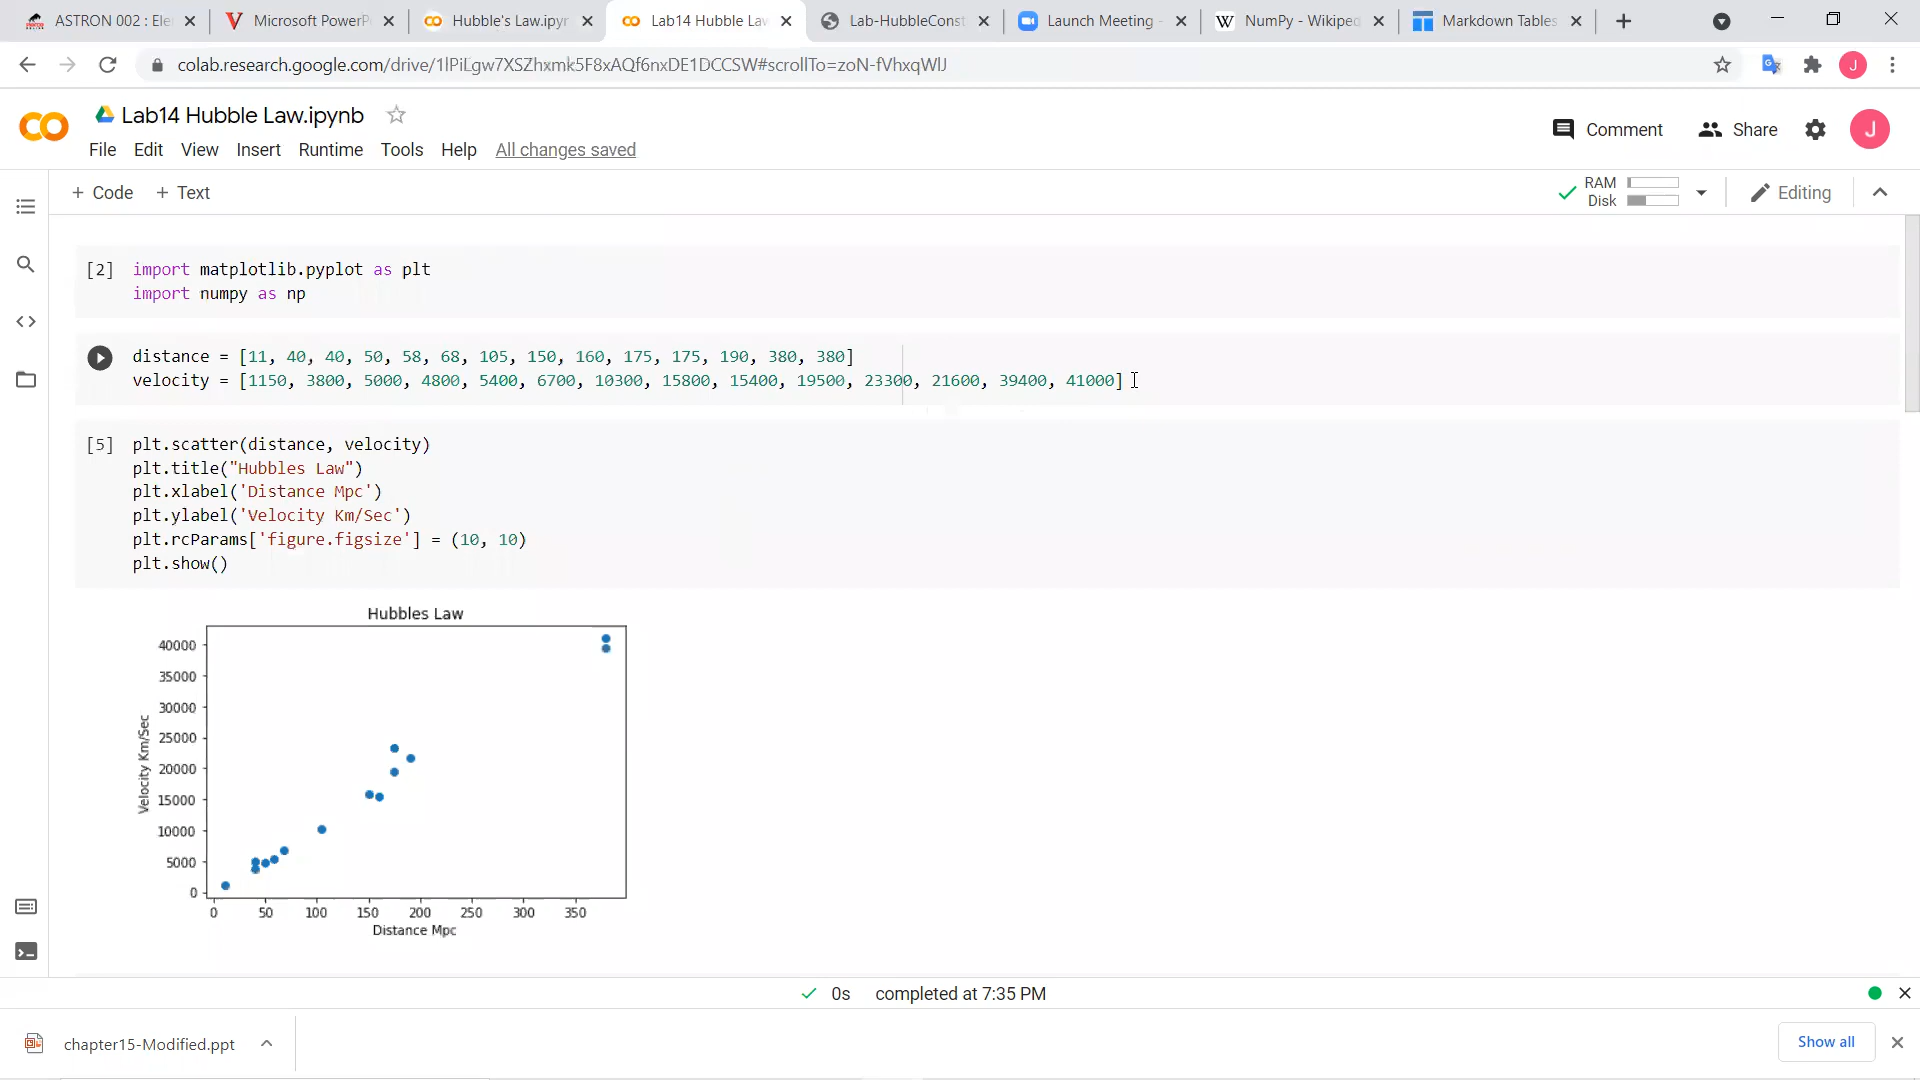 ASTRON 002 : Ele
Microsoft PowerP
Hubble's Law.ipyn
Lab14 Hubble Law
Lab-HubbleConst
Launch Meeting -
NumPy - Wikiped
Markdown Tables
colab.research.google.com/drive/1lPiLgw7XSZhxmk5F8xAQf6nxDE1DCCSW#scrollTo=zoN-fVhxqWlJ
J
Lab14 Hubble Law.ipynb
Comment
Share
J
File Edit View Insert Runtime Tools Help All changes saved
+ Code + Text
RAM
Disk
Editing
[2] import matplotlib.pyplot as plt
import numpy as np
distance = [11, 40, 40, 50, 58, 68, 105, 150, 160, 175, 175, 190, 380, 380]
velocity = [1150, 3800, 5000, 4800, 5400, 6700, 10300, 15800, 15400, 19500, 23300, 21600, 39400, 41000]
[5] plt.scatter(distance, velocity)
plt.title("Hubbles Law")
plt.xlabel('Distance Mpc')
plt.ylabel('Velocity Km/Sec')
plt.rcParams['figure.figsize'] = (10, 10)
plt.show()
Hubbles Law
40000
35000
30000
25000
20000
15000
10000
5000
0
Velocity Km/Sec
0 50 100 150 200 250 300 350
Distance Mpc
0s completed at 7:35 PM
chapter15-Modified.ppt
Show all